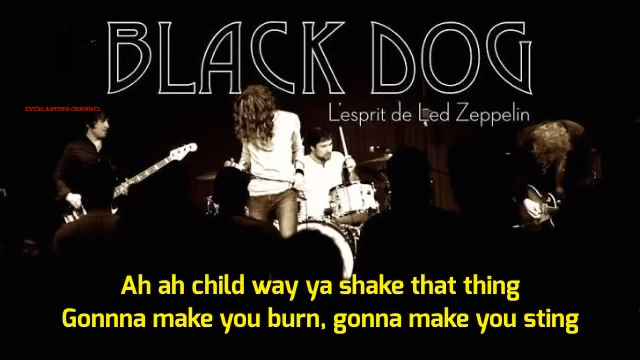 BLACK DOG
EVERLASTING CHANNEL
L'esprit de Led Zeppelin
Ah ah child way ya shake that thing
Gonnna make you burn, gonna make you sting